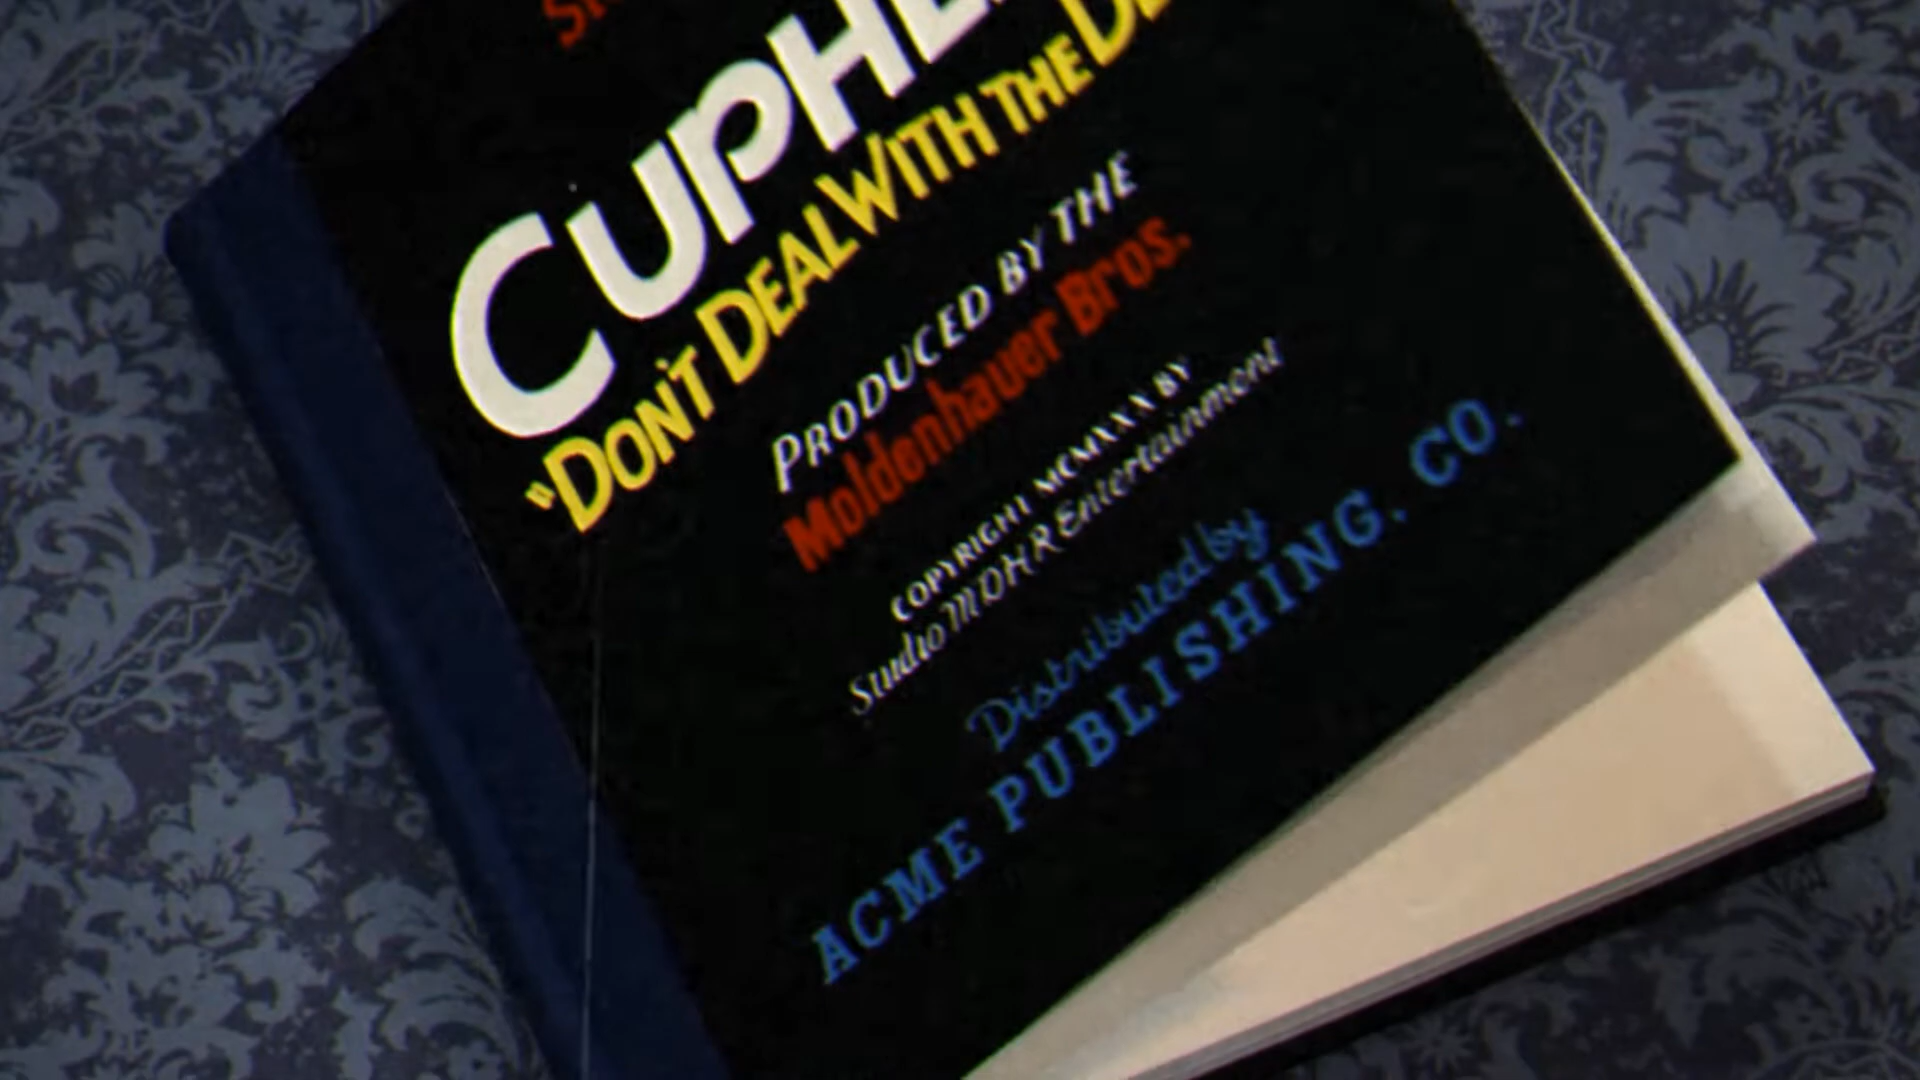 CUPHE
"DON'T DEAL WITH THE DE
PRODUCED BY THE
Moldenhauer Bros.
COPYRIGHT MCMXXX BY
Studio MDHR Entertainment
Distributed by
ACME PUBLISHING. CO.